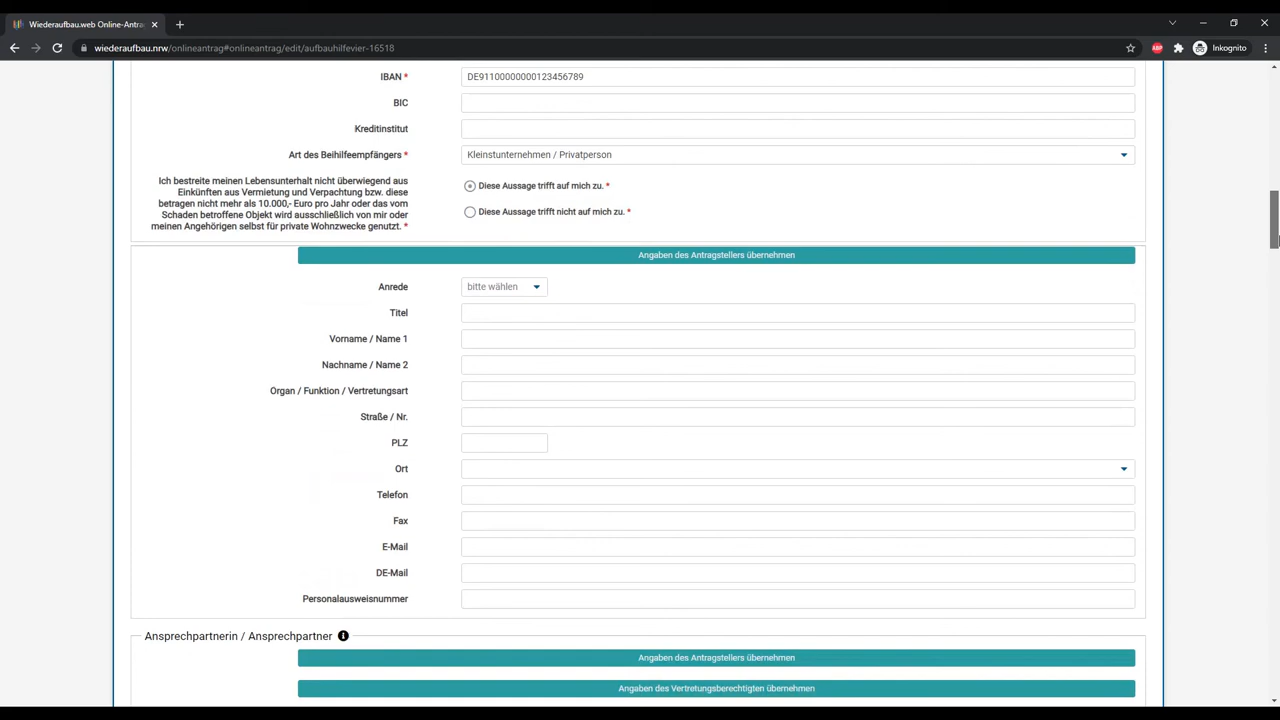 Wiederaufbau.web Online-Antra
wiederaufbau.nrw/onlineantrag#onlineantrag/edit/aufbauhilfevier-16518
ABP
Inkognito
IBAN *
DE91100000000123456789
BIC
Kreditinstitut
Art des Beihilfeempfängers *
Kleinstunternehmen / Privatperson
Ich bestreite meinen Lebensunterhalt nicht überwiegend aus
Einkünften aus Vermietung und Verpachtung bzw. diese
betragen nicht mehr als 10.000,- Euro pro Jahr oder das vom
Schaden betroffene Objekt wird ausschließlich von mir oder
meinen Angehörigen selbst für private Wohnzwecke genutzt. *
Diese Aussage trifft auf mich zu. *
Diese Aussage trifft nicht auf mich zu. *
Angaben des Antragstellers übernehmen
Anrede
bitte wählen
Titel
Vorname / Name 1
Nachname / Name 2
Organ / Funktion / Vertretungsart
Straße / Nr.
PLZ
Ort
Telefon
Fax
E-Mail
DE-Mail
Personalausweisnummer
Ansprechpartnerin / Ansprechpartner
Angaben des Antragstellers übernehmen
Angaben des Vertretungsberechtigten übernehmen